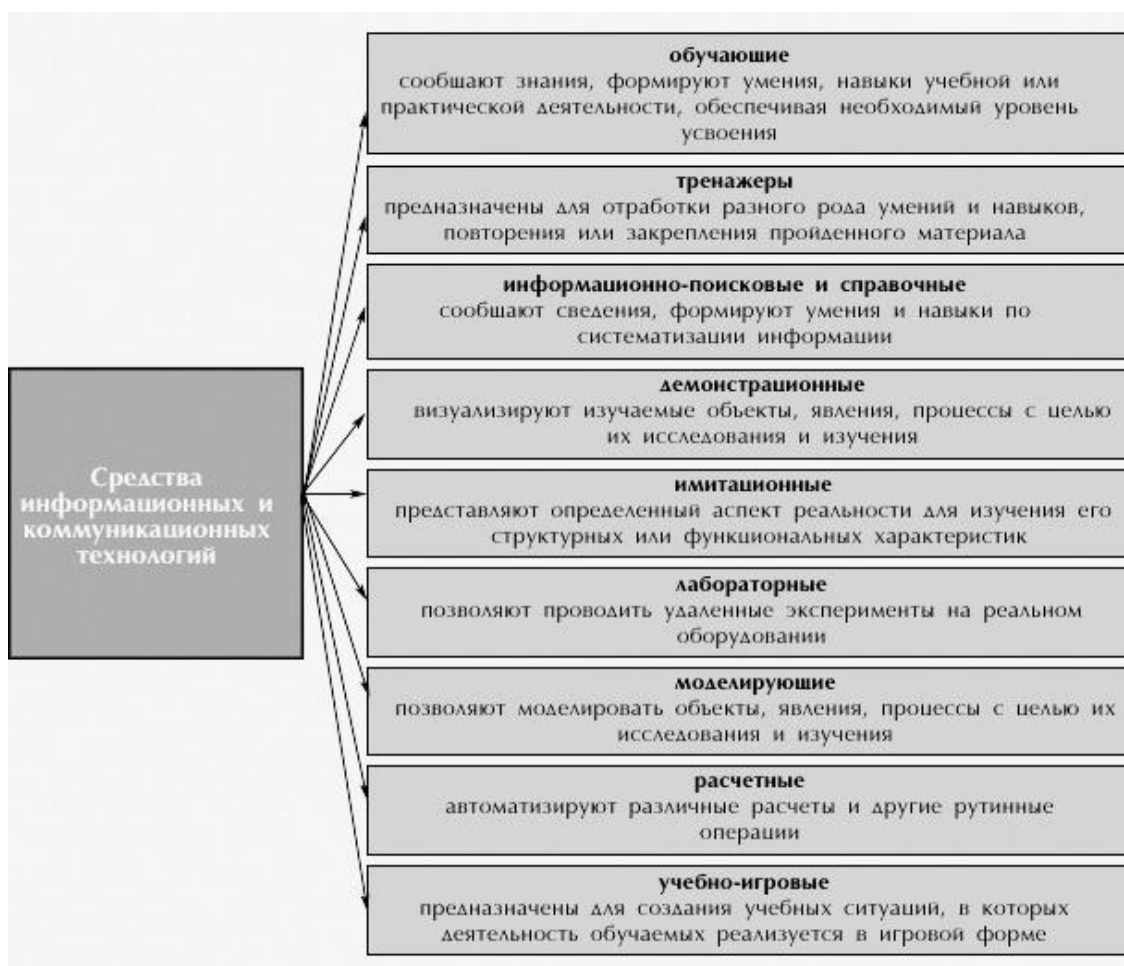 обучающие
сообщают знания, формируют умения, навыки учебной или
практической деятельности, обеспечивая необходимый уровень
усвоения
тренажеры
предназначены для отработки разного рода умений и навыков,
повторения или закрепления пройденного материала
информационно-поисковые и справочные
сообщают сведения, формируют умения и навыки по
систематизации информации
демонстрационные
визуализируют изучаемые объекты, явления, процессы с целью
их исследования и изучения
Средства
информационных и
коммуникационных
технологий
имитационные
представляют определенный аспект реальности для изучения его
структурных или функциональных характеристик
лабораторные
позволяют проводить удаленные эксперименты на реальном
оборудовании
моделирующие
позволяют моделировать объекты, явления, процессы с целью их
исследования и изучения
расчетные
автоматизируют различные расчеты и другие рутинные
операции
учебно-игровые
предназначены для создания учебных ситуаций, в которых
деятельность обучаемых реализуется в игровой форме